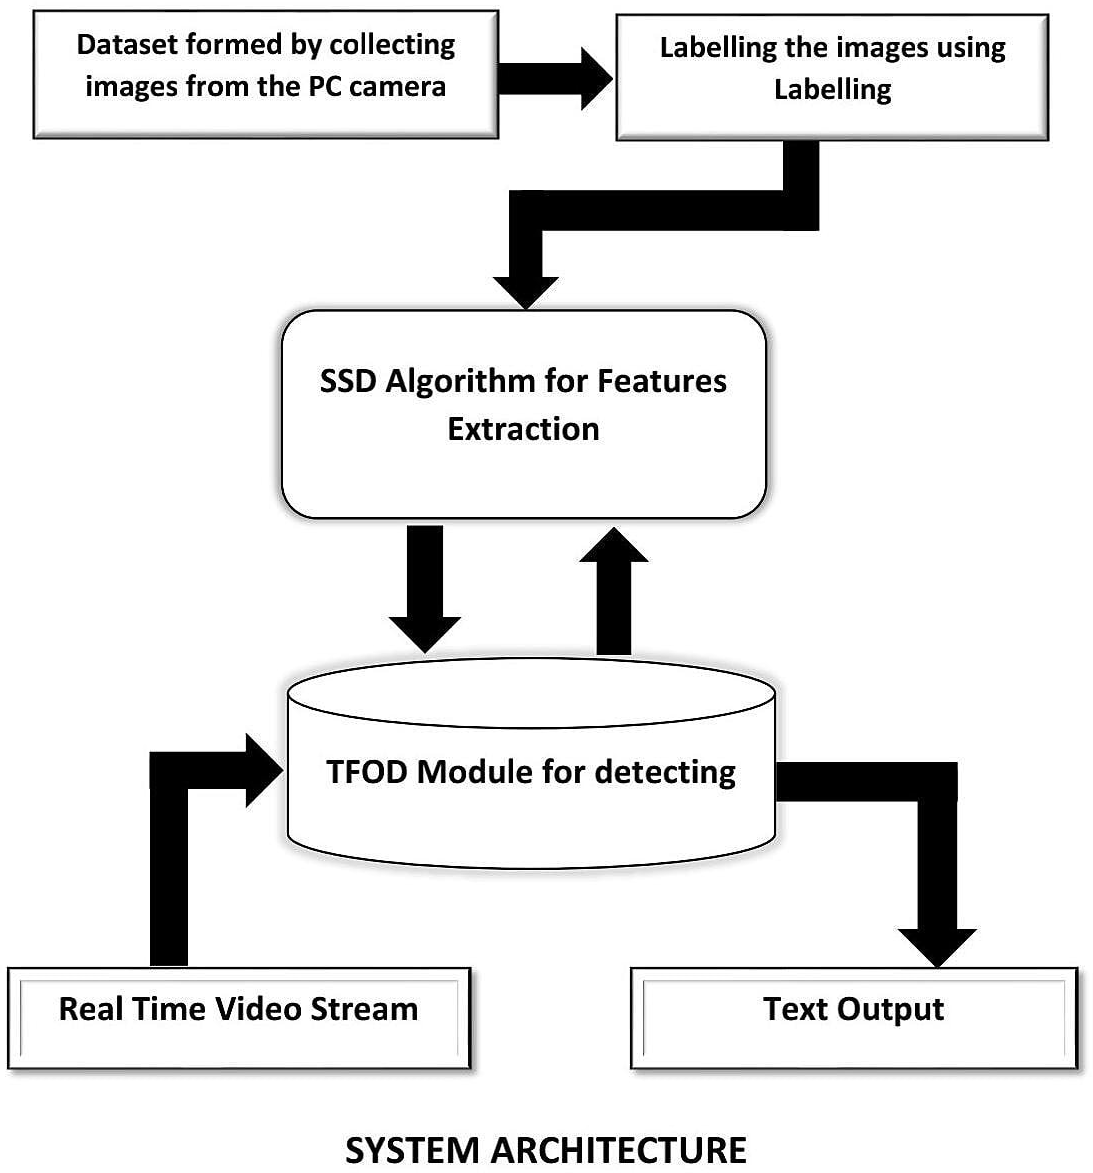 Dataset formed by collecting
images from the PC camera
Labelling the images using
Labelling
SSD Algorithm for Features
Extraction
TFOD Module for detecting
Real Time Video Stream
Text Output
SYSTEM ARCHITECTURE